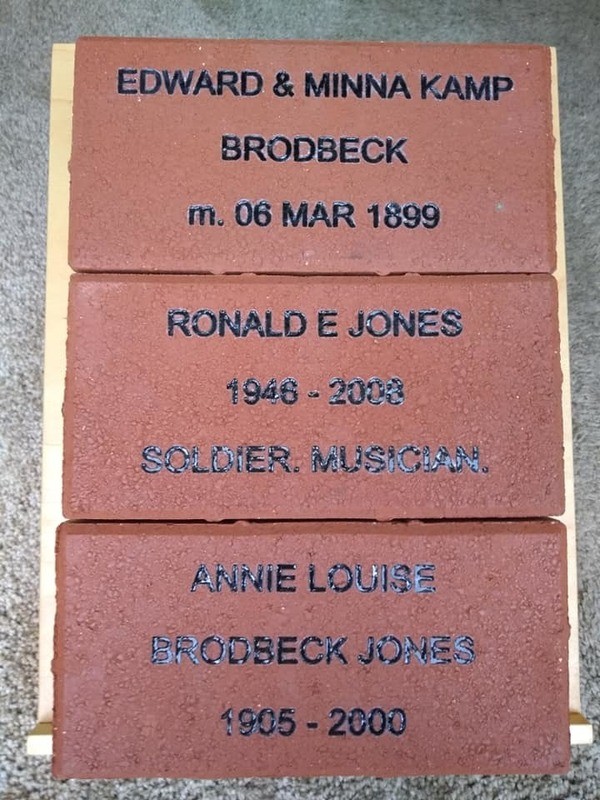 EDWARD & MINNA KAMP
BRODBECK
m. 06 MAR 1899
RONALD E JONES
1946 - 2008
SOLDIER. MUSICIAN.
ANNIE LOUISE
BRODBECK JONES
1905 - 2000